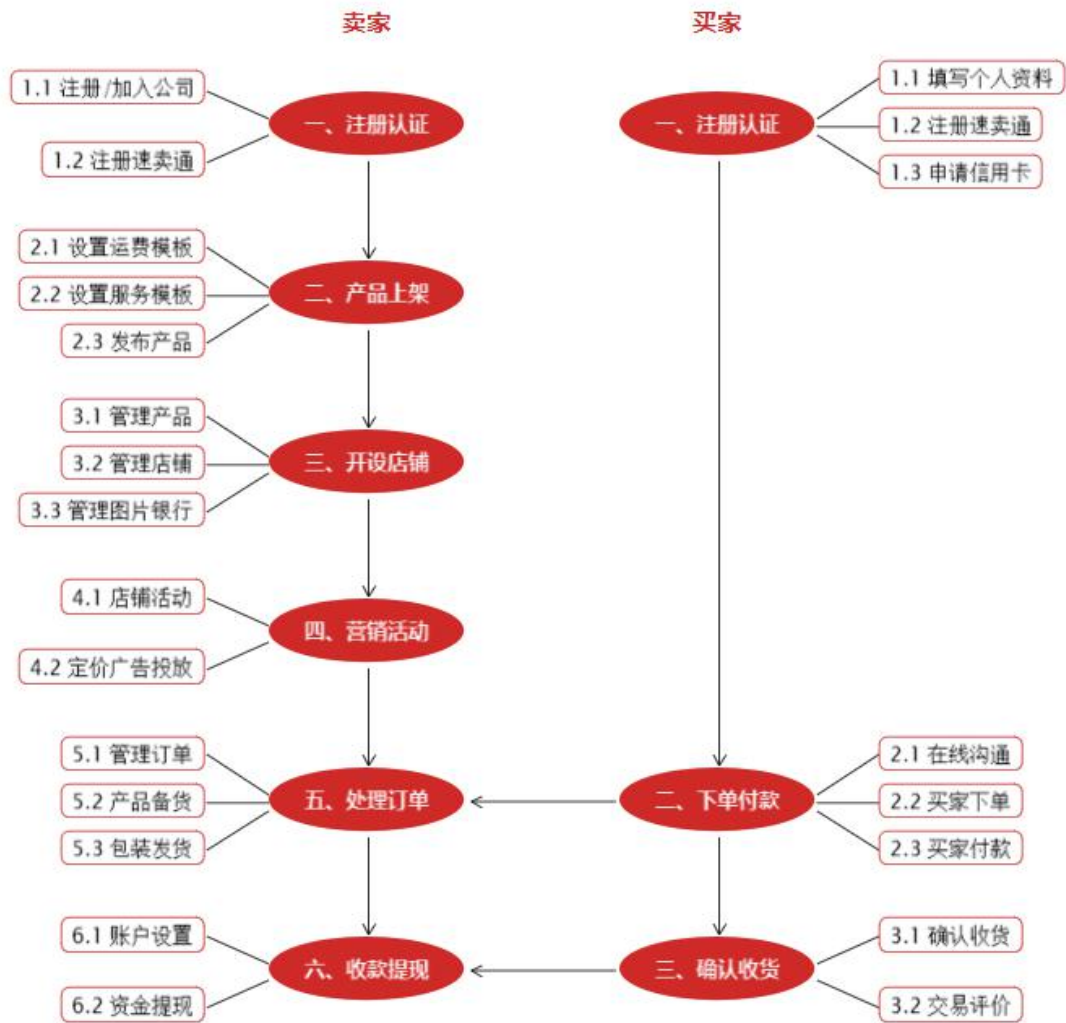 卖家
买家
1.1 注册/加入公司
1.2 注册速卖通
一、注册认证
一、注册认证
1.1 填写个人资料
1.2 注册速卖通
1.3 申请信用卡
2.1 设置运费模板
2.2 设置服务模板
2.3 发布产品
二、产品上架
3.1 管理产品
3.2 管理店铺
3.3 管理图片银行
三、开设店铺
4.1 店铺活动
4.2 定价广告投放
四、营销活动
5.1 管理订单
5.2 产品备货
5.3 包装发货
五、处理订单
二、下单付款
2.1 在线沟通
2.2 买家下单
2.3 买家付款
6.1 账户设置
6.2 资金提现
六、收款提现
三、确认收货
3.1 确认收货
3.2 交易评价